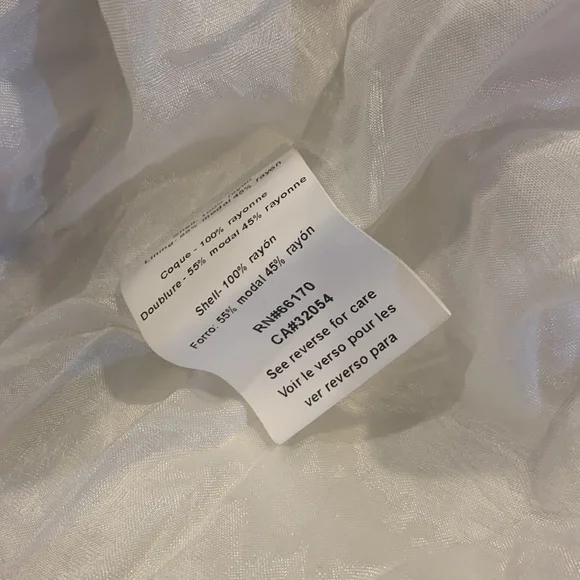 Lining - 55% modal 45% rayon
Coque - 100% rayonne
Doublure - 55% modal 45% rayonne
Shell- 100% rayón
Forro: 55% modal 45% rayón
RN#66170
CA#32054
See reverse for care
Voir le verso pour les
ver reverso para